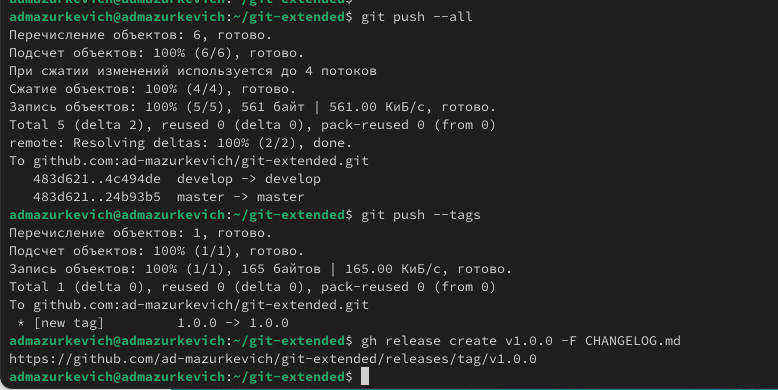 admazurkevich@admazurkevich:~/git-extended$ git push --all
Перечисление объектов: 6, готово.
Подсчет объектов: 100% (6/6), готово.
При сжатии изменений используется до 4 потоков
Сжатие объектов: 100% (4/4), готово.
Запись объектов: 100% (5/5), 561 байт | 561.00 КиБ/с, готово.
Total 5 (delta 2), reused 0 (delta 0), pack-reused 0 (from 0)
remote: Resolving deltas: 100% (2/2), done.
To github.com:ad-mazurkevich/git-extended.git
   483d621..4c494de  develop -> develop
   483d621..24b93b5  master -> master
admazurkevich@admazurkevich:~/git-extended$ git push --tags
Перечисление объектов: 1, готово.
Подсчет объектов: 100% (1/1), готово.
Запись объектов: 100% (1/1), 165 байтов | 165.00 КиБ/с, готово.
Total 1 (delta 0), reused 0 (delta 0), pack-reused 0 (from 0)
To github.com:ad-mazurkevich/git-extended.git
 * [new tag]         1.0.0 -> 1.0.0
admazurkevich@admazurkevich:~/git-extended$ gh release create v1.0.0 -F CHANGELOG.md
https://github.com/ad-mazurkevich/git-extended/releases/tag/v1.0.0
admazurkevich@admazurkevich:~/git-extended$